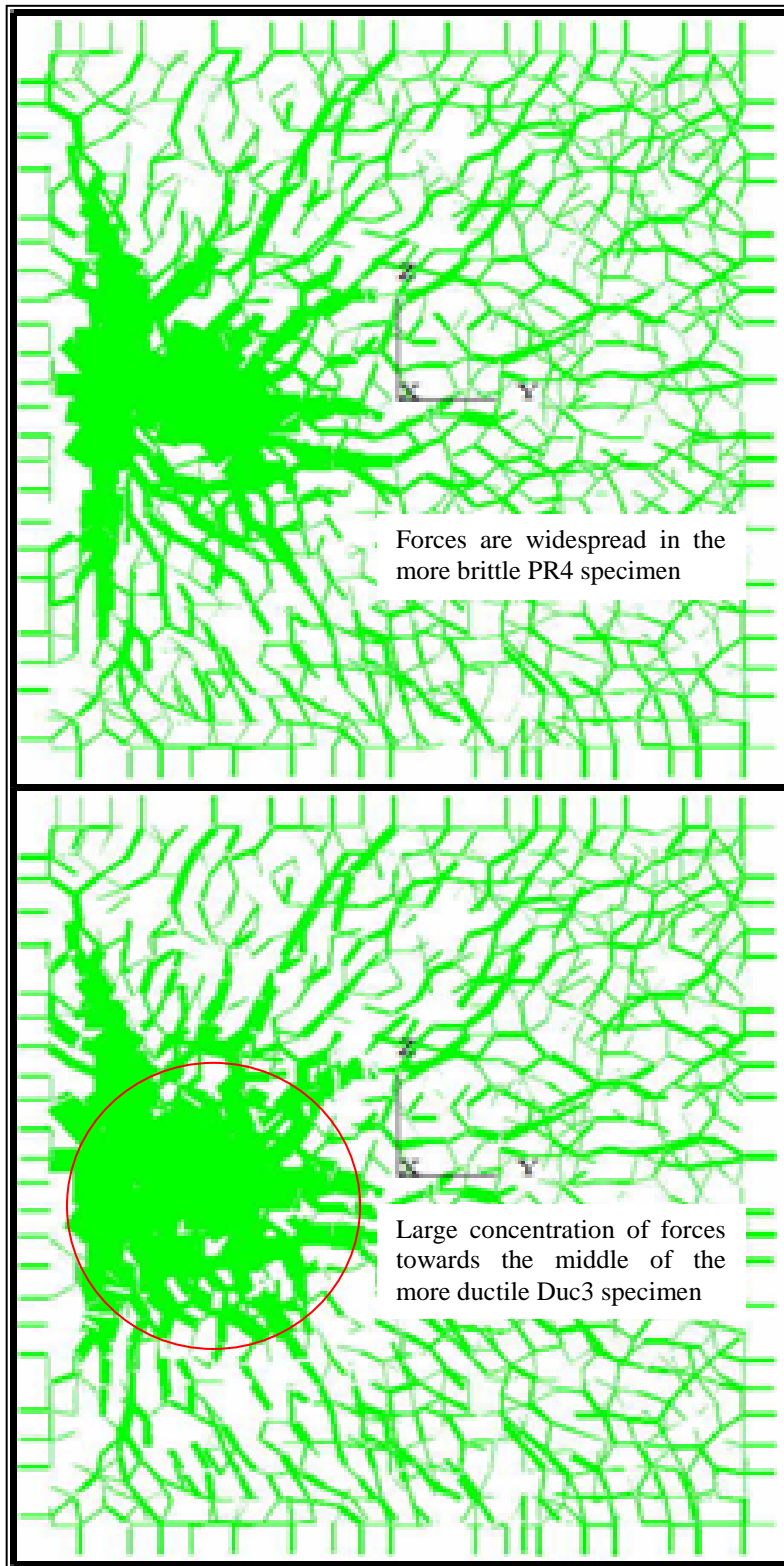 Z
X Y
Forces are widespread in the
more brittle PR4 specimen
Z
X Y
Large concentration of forces
towards the middle of the
more ductile Duc3 specimen